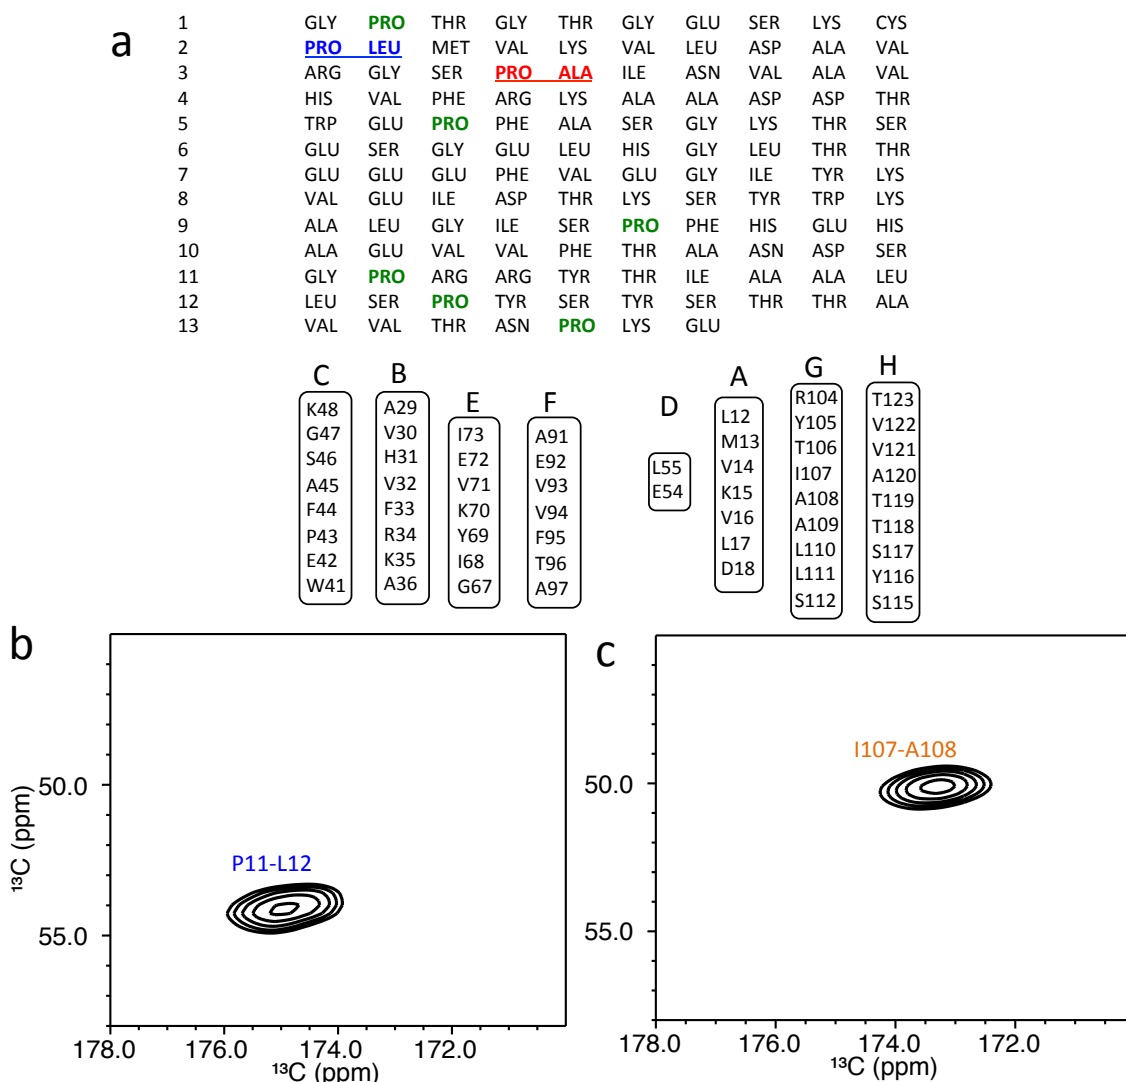 a
1 GLY PRO THR GLY THR GLY GLU SER LYS CYS
2 PRO LEU MET VAL LYS VAL LEU ASP ALA VAL
3 ARG GLY SER PRO ALA ILE ASN VAL ALA VAL
4 HIS VAL PHE ARG LYS ALA ALA ASP ASP THR
5 TRP GLU PRO PHE ALA SER GLY LYS THR SER
6 GLU SER GLY GLU LEU HIS GLY LEU THR THR
7 GLU GLU GLU PHE VAL GLU GLY ILE TYR LYS
8 VAL GLU ILE ASP THR LYS SER TYR TRP LYS
9 ALA LEU GLY ILE SER PRO PHE HIS GLU HIS
10 ALA GLU VAL VAL PHE THR ALA ASN ASP SER
11 GLY PRO ARG ARG TYR THR ILE ALA ALA LEU
12 LEU SER PRO TYR SER TYR SER THR THR ALA
13 VAL VAL THR ASN PRO LYS GLU
C
K48
G47
S46
A45
F44
P43
E42
W41
B
A29
V30
H31
V32
F33
R34
K35
A36
E
I73
E72
V71
K70
Y69
I68
G67
F
A91
E92
V93
V94
F95
T96
A97
D
L55
E54
A
L12
M13
V14
K15
V16
L17
D18
G
R104
Y105
T106
I107
A108
A109
L110
L111
S112
H
T123
V122
V121
A120
T119
T118
S117
Y116
S115
b
P11-L12
50.0
55.0
¹³C (ppm)
178.0 176.0 174.0 172.0
¹³C (ppm)
c
I107-A108
50.0
55.0
¹³C (ppm)
178.0 176.0 174.0 172.0
¹³C (ppm)